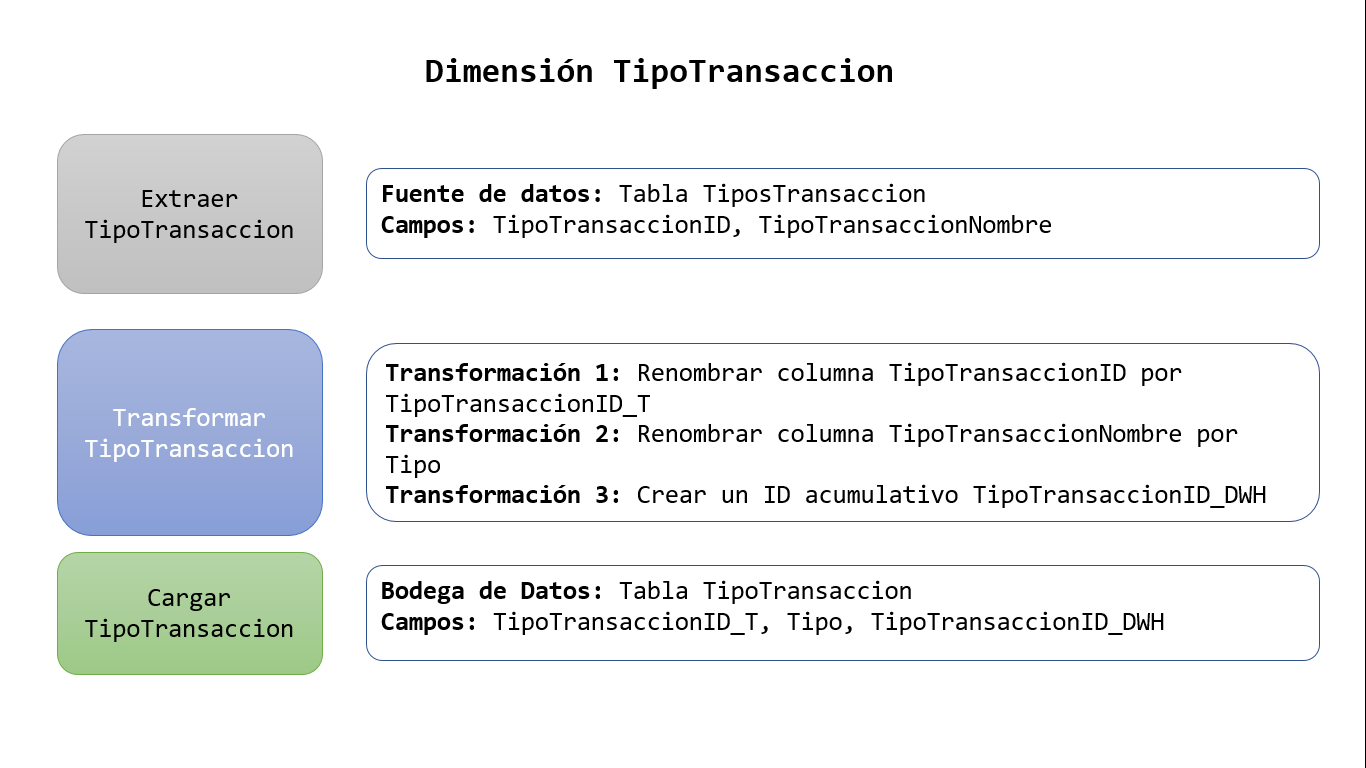 Dimensión TipoTransaccion
Extraer
TipoTransaccion
Fuente de datos: Tabla TiposTransaccion
Campos: TipoTransaccionID, TipoTransaccionNombre
Transformar
TipoTransaccion
Transformación 1: Renombrar columna TipoTransaccionID por
TipoTransaccionID_T
Transformación 2: Renombrar columna TipoTransaccionNombre por
Tipo
Transformación 3: Crear un ID acumulativo TipoTransaccionID_DWH
Cargar
TipoTransaccion
Bodega de Datos: Tabla TipoTransaccion
Campos: TipoTransaccionID_T, Tipo, TipoTransaccionID_DWH